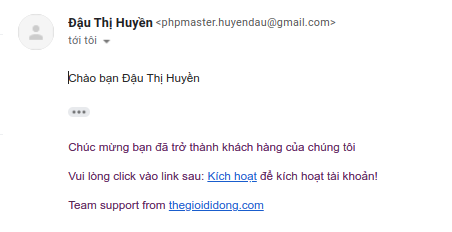 Đậu Thị Huyền <phpmaster.huyendau@gmail.com>
tới tôi
Chào bạn Đậu Thị Huyền
Chúc mừng bạn đã trở thành khách hàng của chúng tôi
Vui lòng click vào link sau: Kích hoạt để kích hoạt tài khoản!
Team support from thegioididong.com